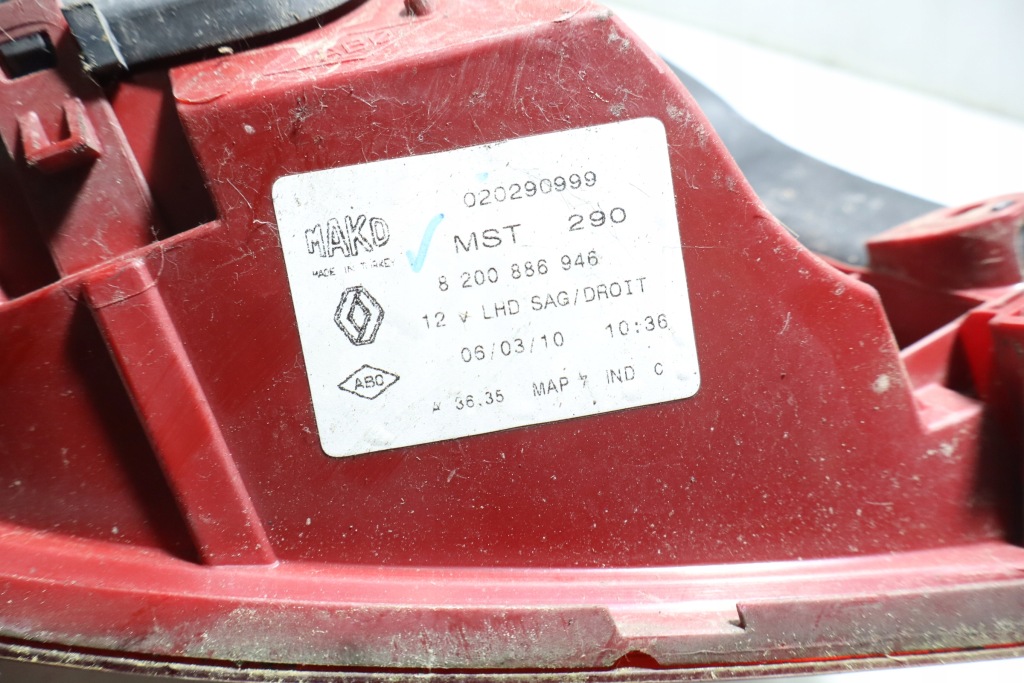 020290999
MAKO
MADE IN TURKEY
MST 290
8 200 886 946
12 V LHD SAG/DROIT
06/03/10 10:36
ABC
A 36.35 MAP 7 IND C